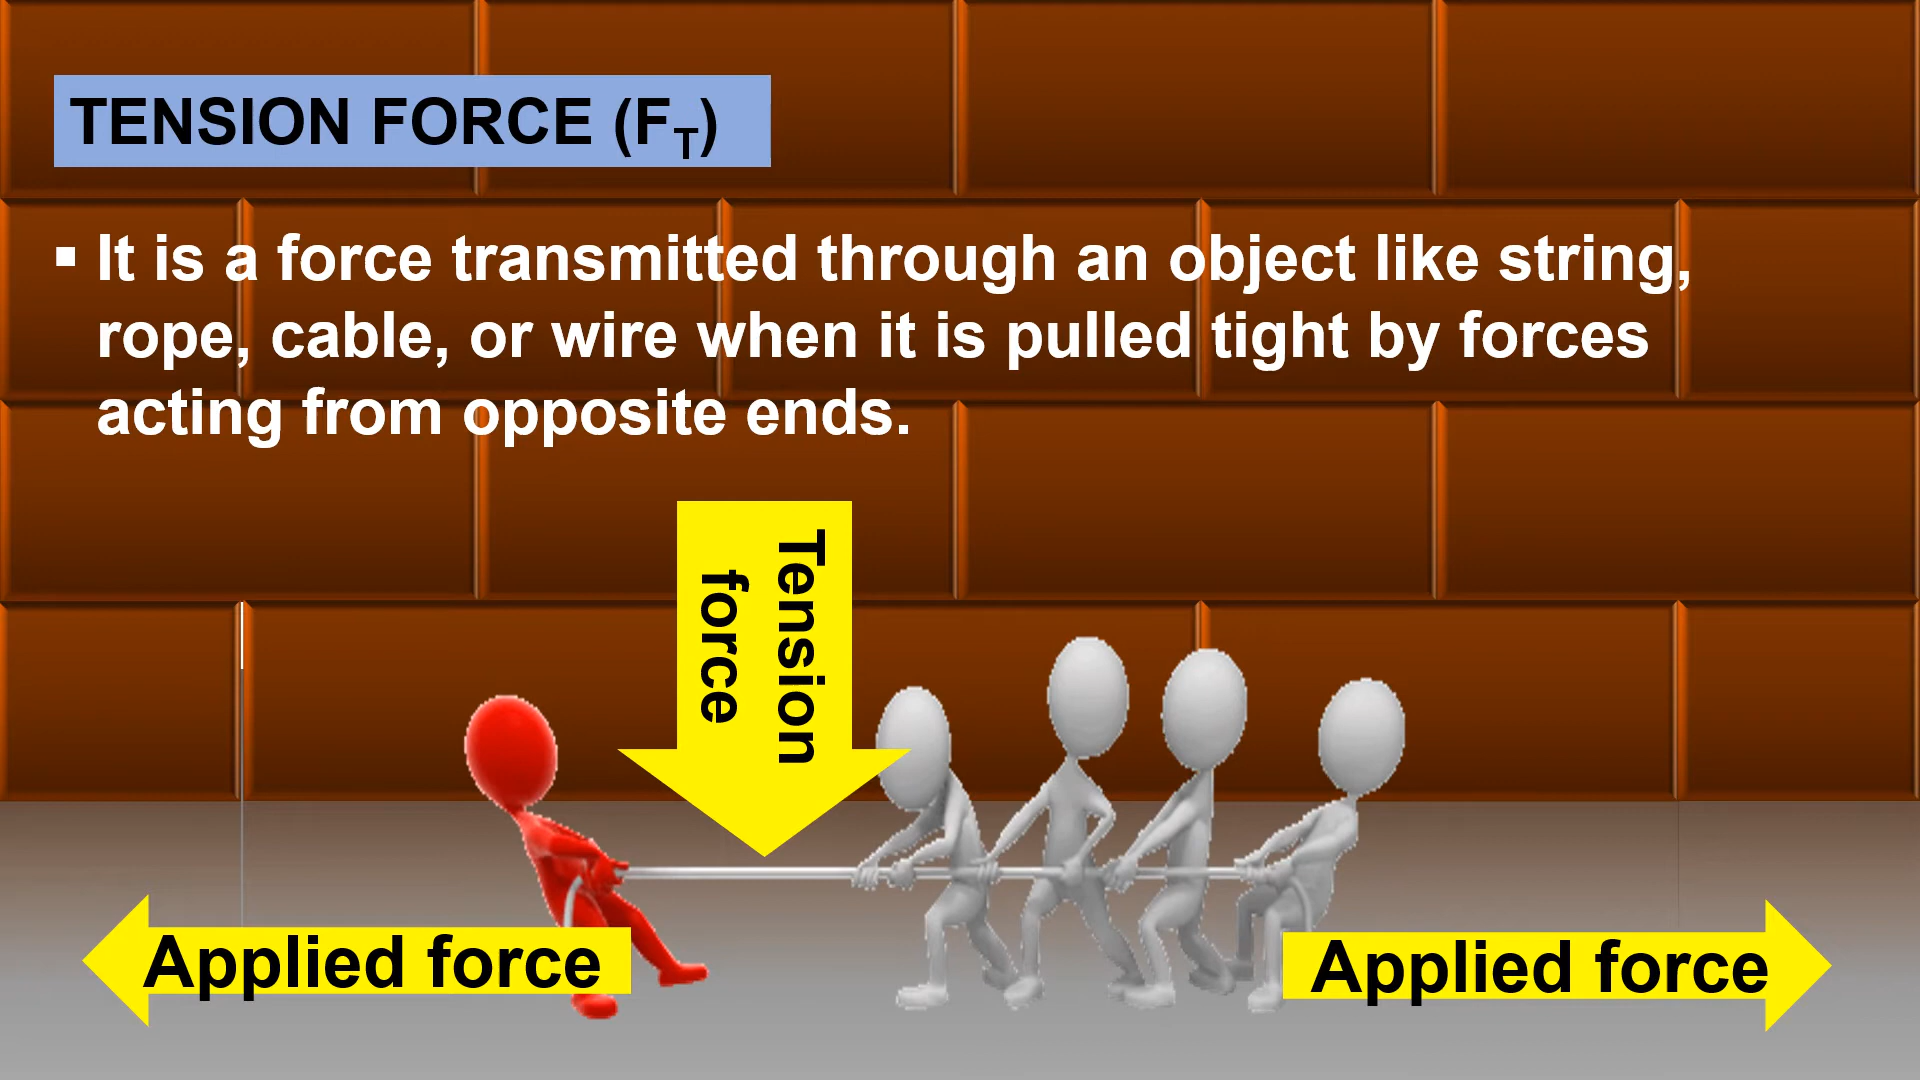 TENSION FORCE (FT)
▪ It is a force transmitted through an object like string,
rope, cable, or wire when it is pulled tight by forces
acting from opposite ends.
Tension
force
Applied force
Applied force